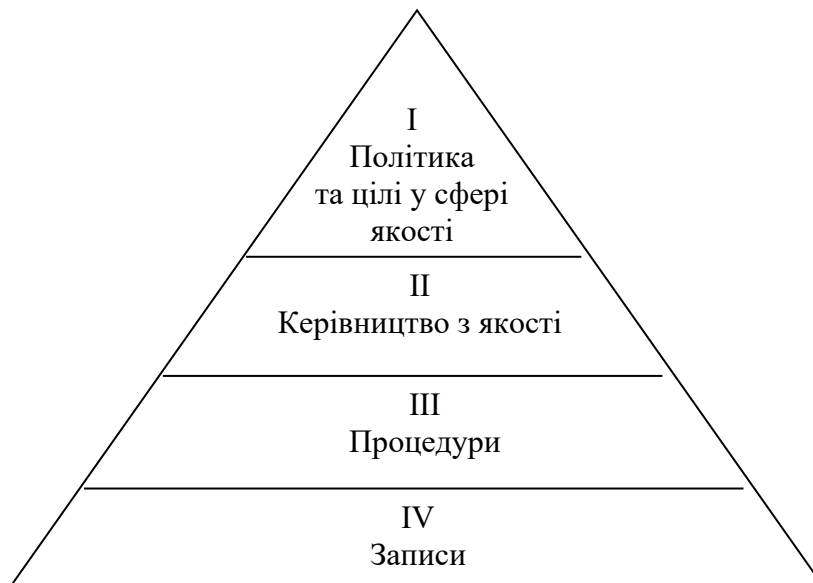 I
Політика
та цілі у сфері
якості
II
Керівництво з якості
III
Процедури
IV
Записи